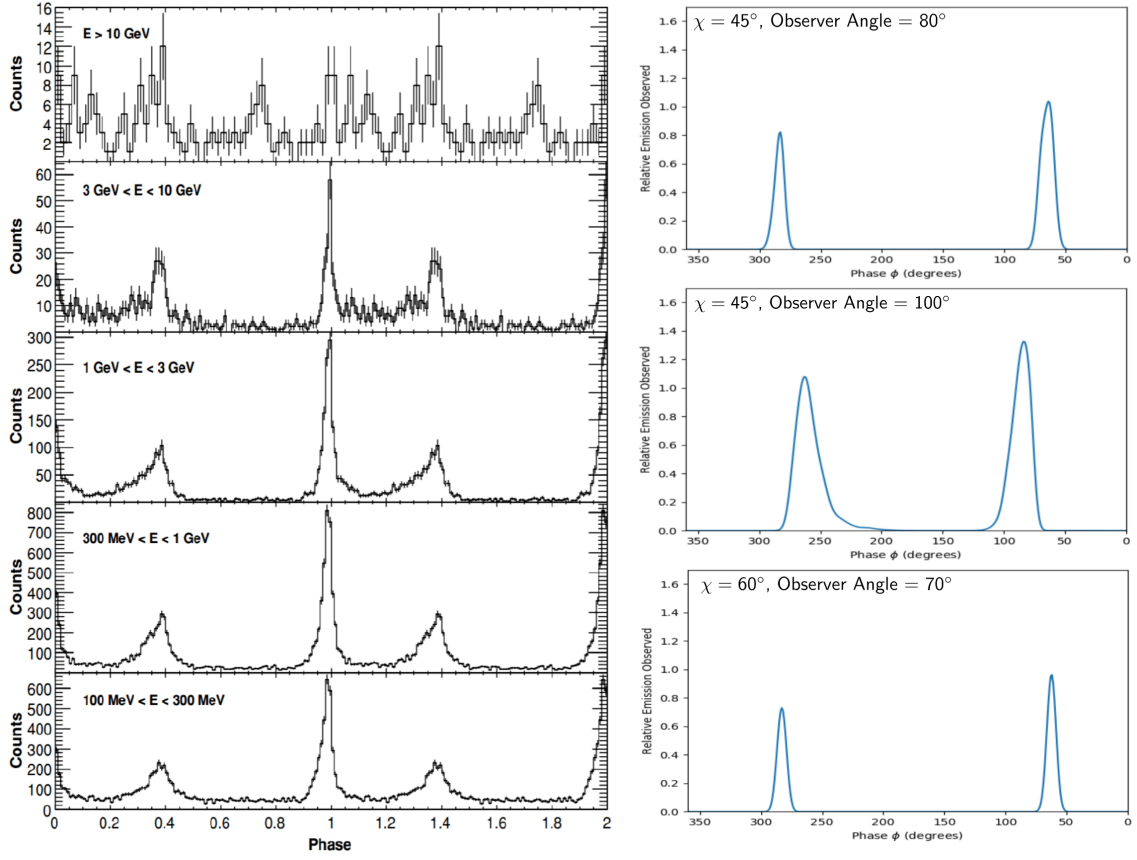 16
14
12
10
8
6
4
2
Counts
E > 10 GeV
60
50
40
30
20
10
Counts
3 GeV < E < 10 GeV
300
250
200
150
100
50
Counts
1 GeV < E < 3 GeV
800
700
600
500
400
300
200
100
Counts
300 MeV < E < 1 GeV
600
500
400
300
200
100
0
Counts
100 MeV < E < 300 MeV
0 0.2 0.4 0.6 0.8 1 1.2 1.4 1.6 1.8 2
Phase
χ = 45°, Observer Angle = 80°
1.6
1.4
1.2
1.0
0.8
0.6
0.4
0.2
0.0
Relative Emission Observed
350 300 250 200 150 100 50 0
Phase ϕ (degrees)
χ = 45°, Observer Angle = 100°
1.6
1.4
1.2
1.0
0.8
0.6
0.4
0.2
0.0
Relative Emission Observed
350 300 250 200 150 100 50 0
Phase ϕ (degrees)
χ = 60°, Observer Angle = 70°
1.6
1.4
1.2
1.0
0.8
0.6
0.4
0.2
0.0
Relative Emission Observed
350 300 250 200 150 100 50 0
Phase ϕ (degrees)